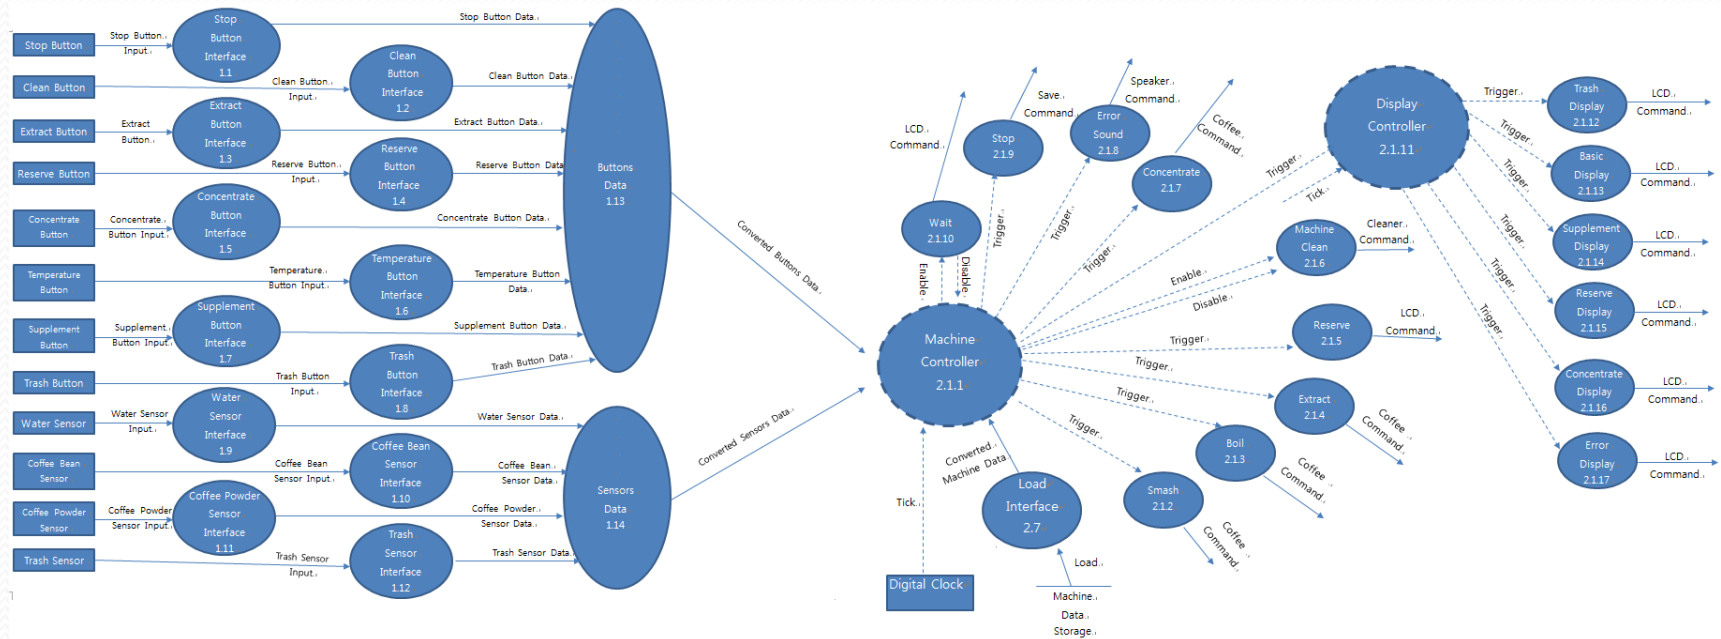 Stop Button
Stop Button.
Input.
Stop
Button
Interface
1.1
Stop Button Data.
Clean Button
Clean Button.
Input.
Clean
Button
Interface
1.2
Clean Button Data.
Extract Button
Extract
Button.
Extract
Button
Interface
1.3
Extract Button Data.
Reserve Button
Reserve Button.
Input.
Reserve
Button
Interface
1.4
Reserve Button Data
Concentrate
Button
Concentrate.
Button Input.
Concentrate
Button
Interface
1.5
Concentrate Button Data.
Temperature
Button
Temperature.
Button Input.
Temperature
Button
Interface
1.6
Temperature Button
Data.
Supplement
Button
Supplement.
Button Input.
Supplement
Button
Interface
1.7
Supplement Button Data.
Trash Button
Trash Button
Input.
Trash
Button
Interface
1.8
Trash Button Data.
Water Sensor
Water Sensor
Input.
Water
Sensor
Interface
1.9
Water Sensor Data.
Coffee Bean
Sensor
Coffee Bean
Sensor Input.
Coffee Bean
Sensor
Interface
1.10
Coffee Bean.
Sensor Data.
Coffee Powder
Sensor
Coffee Powder
Sensor Input.
Coffee Powder
Sensor
Interface
1.11
Coffee Powder.
Sensor Data.
Trash Sensor
Trash Sensor
Input.
Trash
Sensor
Interface
1.12
Trash Sensor Data.
Buttons
Data
1.13
Sensors
Data
1.14
Converted Buttons Data.
Converted Sensors Data.
Machine
Controller
2.1.1
Tick.
Digital Clock
Converted.
Machine Data.
Load
Interface
2.7
Load.
Machine.
Data
Storage.
Enable.
Disable.
Wait
2.1.10
LCD.
Command.
Trigger.
Stop
2.1.9
Save.
Command.
Trigger.
Error
Sound
2.1.8
Speaker.
Command.
Trigger.
Concentrate
2.1.7
Coffee.
Command.
Trigger.
Tick.
Enable.
Disable.
Machine
Clean
2.1.6
Cleaner.
Command.
Trigger.
Reserve
2.1.5
LCD.
Command.
Trigger.
Extract
2.1.4
Coffee.
Command.
Trigger.
Boil
2.1.3
Coffee.
Command.
Trigger.
Smash
2.1.2
Coffee.
Command.
Display
Controller
2.1.11
Trigger.
Trash
Display
2.1.12
LCD.
Command.
Trigger.
Basic
Display
2.1.13
LCD.
Command.
Trigger.
Supplement
Display
2.1.14
LCD.
Command.
Trigger.
Reserve
Display
2.1.15
LCD.
Command.
Trigger.
Concentrate
Display
2.1.16
LCD.
Command.
Trigger.
Error
Display
2.1.17
LCD.
Command.